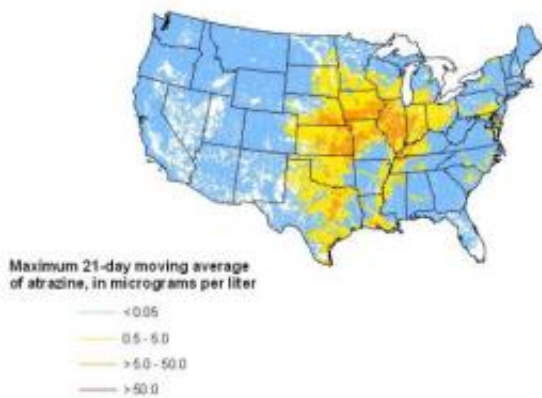 Maximum 21-day moving average
of atrazine, in micrograms per liter
< 0.05
0.5 - 5.0
> 5.0 - 50.0
> 50.0